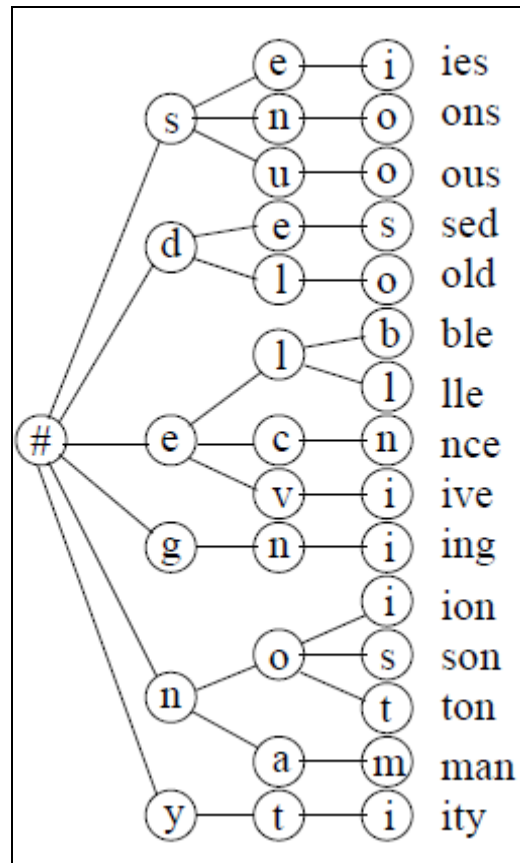 e i ies
s n o ons
u o ous
e s sed
d
l o old
b ble
l
l lle
# e c n nce
v i ive
g n i ing
i ion
o s son
t ton
n
a m man
y t i ity